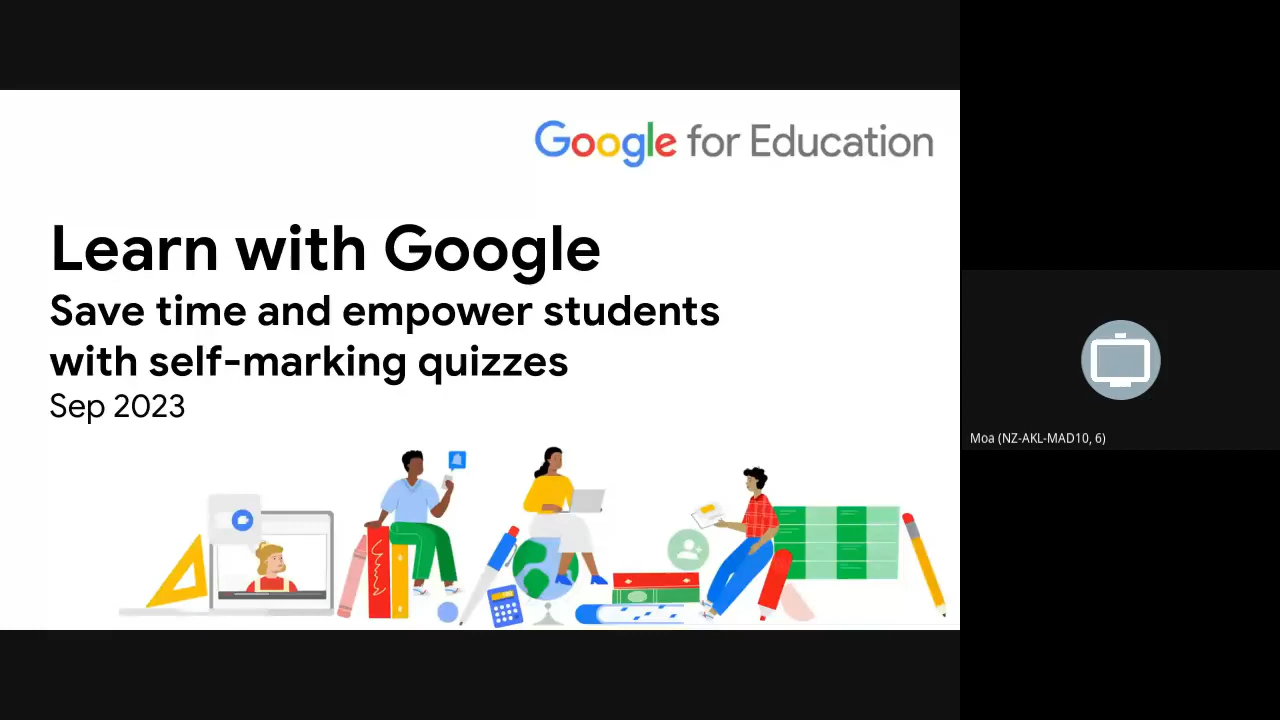 Google for Education
Learn with Google
Save time and empower students
with self-marking quizzes
Sep 2023
Moa (NZ-AKL-MAD10, 6)